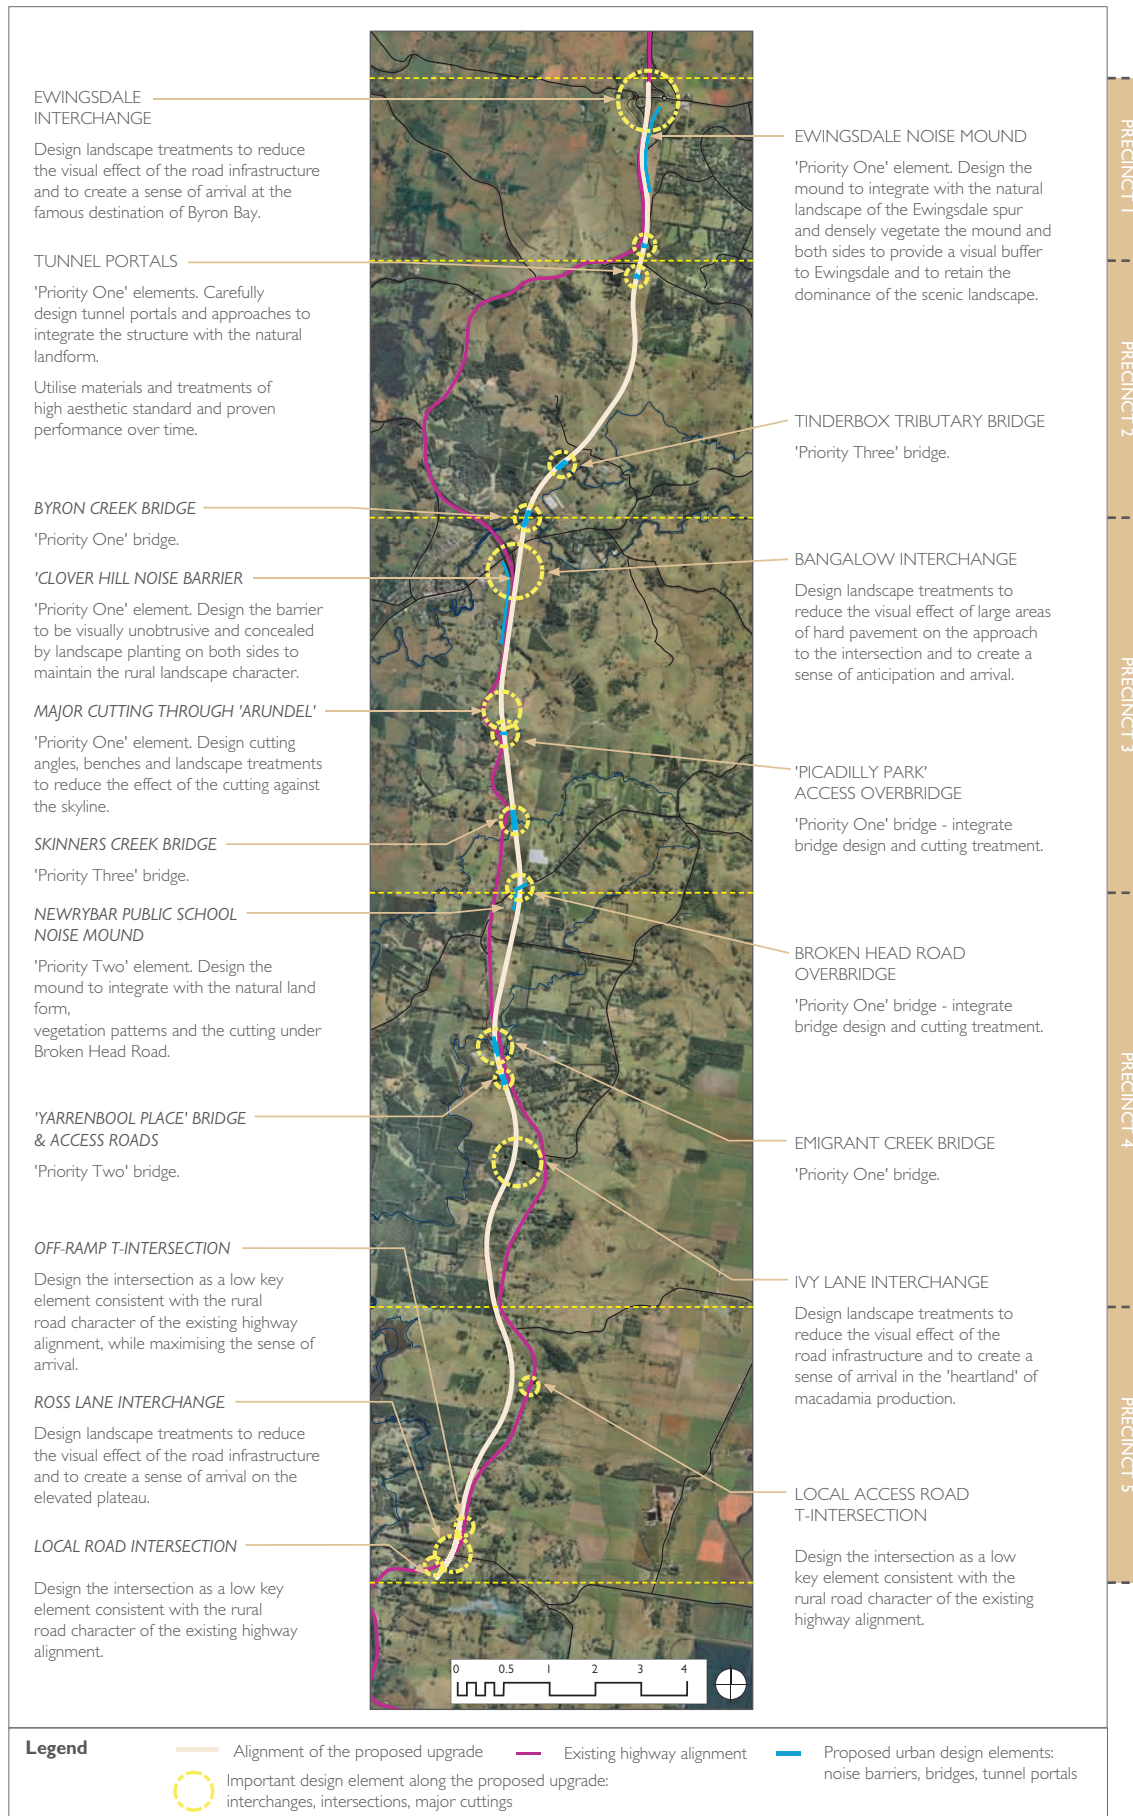 EWINGSDALE
INTERCHANGE
Design landscape treatments to reduce
the visual effect of the road infrastructure
and to create a sense of arrival at the
famous destination of Byron Bay.
TUNNEL PORTALS
'Priority One' elements. Carefully
design tunnel portals and approaches to
integrate the structure with the natural
landform.
Utilise materials and treatments of
high aesthetic standard and proven
performance over time.
BYRON CREEK BRIDGE
'Priority One' bridge.
'CLOVER HILL NOISE BARRIER
'Priority One' element. Design the barrier
to be visually unobtrusive and concealed
by landscape planting on both sides to
maintain the rural landscape character.
MAJOR CUTTING THROUGH 'ARUNDEL'
'Priority One' element. Design cutting
angles, benches and landscape treatments
to reduce the effect of the cutting against
the skyline.
SKINNERS CREEK BRIDGE
'Priority Three' bridge.
NEWRYBAR PUBLIC SCHOOL
NOISE MOUND
'Priority Two' element. Design the
mound to integrate with the natural land
form,
vegetation patterns and the cutting under
Broken Head Road.
'YARRENBOOL PLACE' BRIDGE
& ACCESS ROADS
'Priority Two' bridge.
OFF-RAMP T-INTERSECTION
Design the intersection as a low key
element consistent with the rural
road character of the existing highway
alignment, while maximising the sense of
arrival.
ROSS LANE INTERCHANGE
Design landscape treatments to reduce
the visual effect of the road infrastructure
and to create a sense of arrival on the
elevated plateau.
LOCAL ROAD INTERSECTION
Design the intersection as a low key
element consistent with the rural
road character of the existing highway
alignment.
EWINGSDALE NOISE MOUND
'Priority One' element. Design the
mound to integrate with the natural
landscape of the Ewingsdale spur
and densely vegetate the mound and
both sides to provide a visual buffer
to Ewingsdale and to retain the
dominance of the scenic landscape.
TINDERBOX TRIBUTARY BRIDGE
'Priority Three' bridge.
BANGALOW INTERCHANGE
Design landscape treatments to
reduce the visual effect of large areas
of hard pavement on the approach
to the intersection and to create a
sense of anticipation and arrival.
'PICADILLY PARK'
ACCESS OVERBRIDGE
'Priority One' bridge - integrate
bridge design and cutting treatment.
BROKEN HEAD ROAD
OVERBRIDGE
'Priority One' bridge - integrate
bridge design and cutting treatment.
EMIGRANT CREEK BRIDGE
'Priority One' bridge.
IVY LANE INTERCHANGE
Design landscape treatments to
reduce the visual effect of the
road infrastructure and to create a
sense of arrival in the 'heartland' of
macadamia production.
LOCAL ACCESS ROAD
T-INTERSECTION
Design the intersection as a low
key element consistent with the
rural road character of the existing
highway alignment.
PRECINCT 1
PRECINCT 2
PRECINCT 3
PRECINCT 4
PRECINCT 5
0 0.5 1 2 3 4
Legend
Alignment of the proposed upgrade
Existing highway alignment
Proposed urban design elements:
noise barriers, bridges, tunnel portals
Important design element along the proposed upgrade:
interchanges, intersections, major cuttings